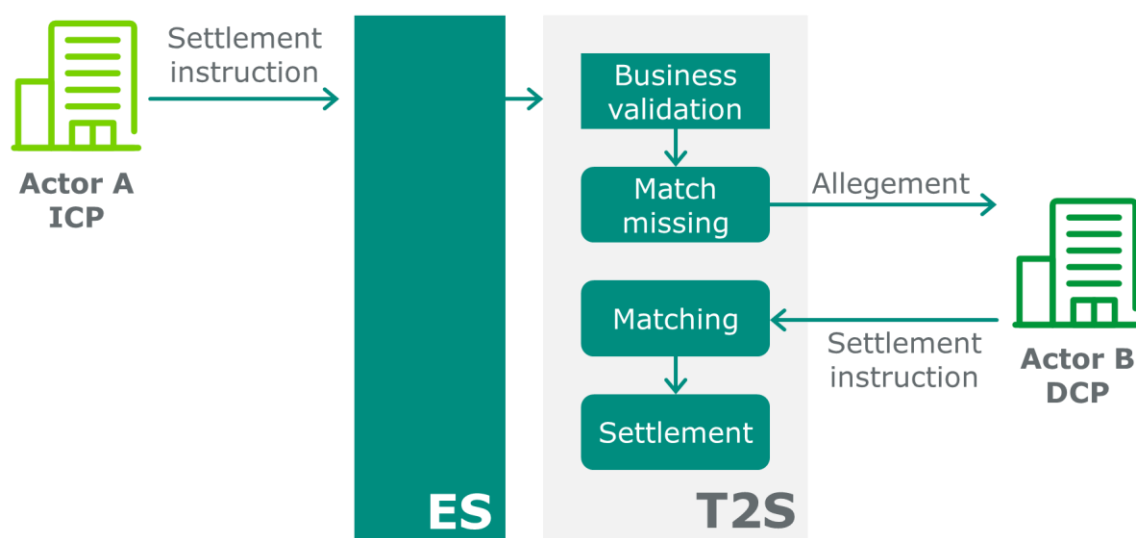 Settlement
instruction
Actor A
ICP
ES
Business
validation
Match
missing
Allegement
Matching
Settlement
instruction
Actor B
DCP
Settlement
T2S